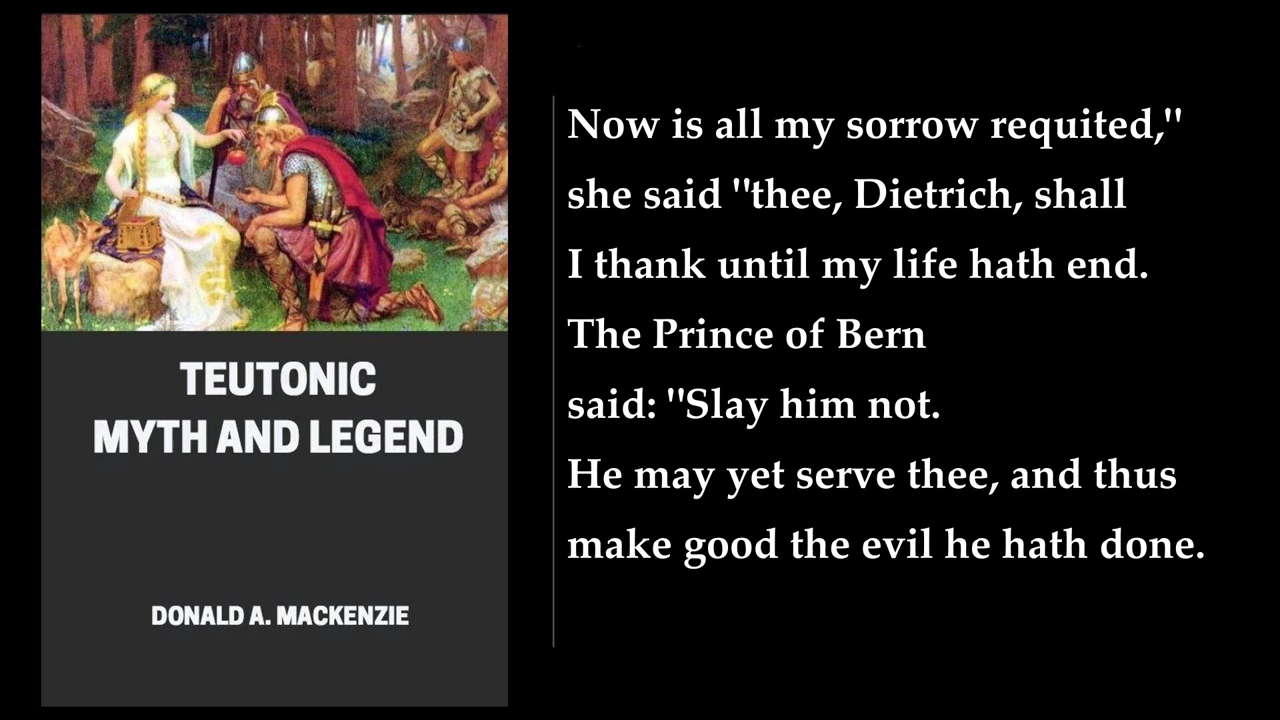 TEUTONIC
MYTH AND LEGEND
DONALD A. MACKENZIE
Now is all my sorrow requited,"
she said "thee, Dietrich, shall
I thank until my life hath end.
The Prince of Bern
said: "Slay him not.
He may yet serve thee, and thus
make good the evil he hath done.